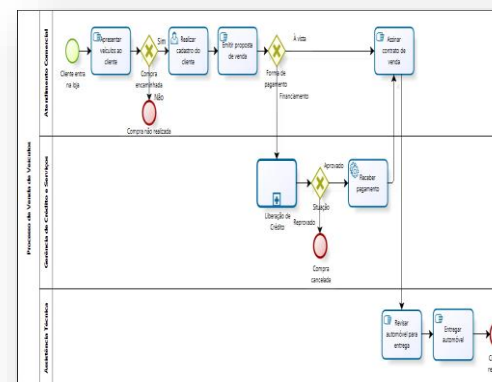 Processo de Venda de Veículos
Atendimento Comercial
Cliente entra
na loja
Apresentar
veículos ao
cliente
Sim
Compra
encaminhada
Não
Compra não realizada
Realizar
cadastro do
cliente
Emitir proposta
de venda
À vista
Forma de
pagamento
Financiamento
Assinar
contrato de
venda
Gerência de Crédito e Serviços
Liberação de
Crédito
Aprovado
Situação
Reprovado
Compra
cancelada
Receber
pagamento
Assistência Técnica
Revisar
automóvel para
entrega
Entregar
automóvel